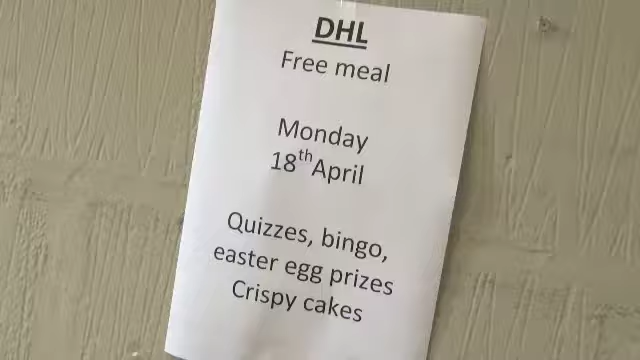 DHL
Free meal
Monday
18th April
Quizzes, bingo,
easter egg prizes
Crispy cakes